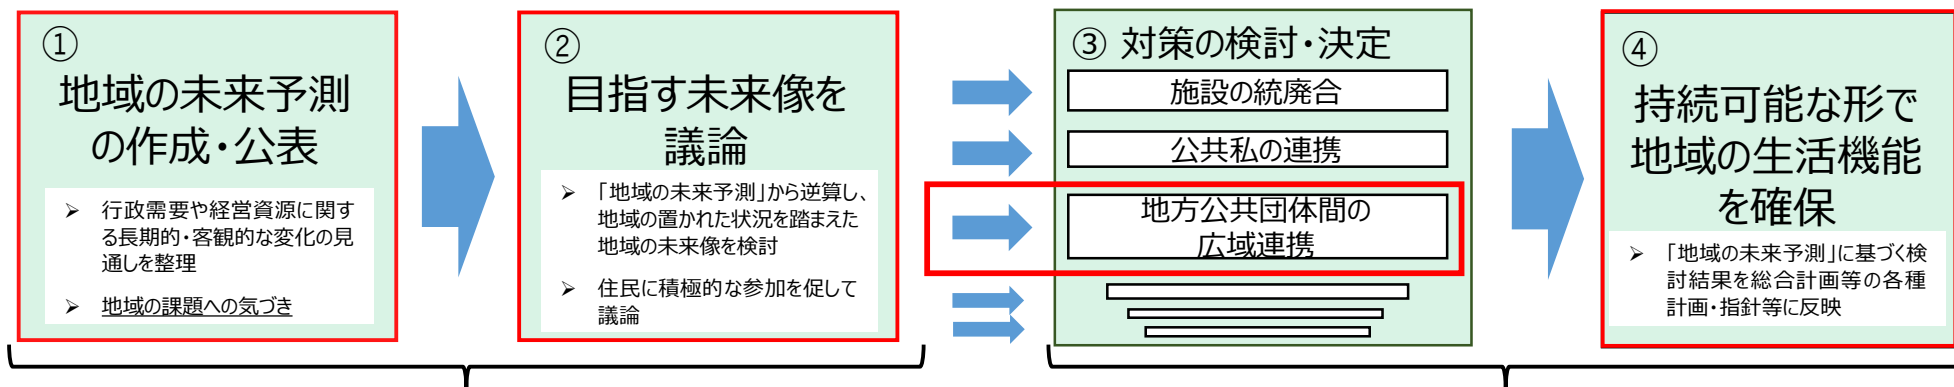 ①
地域の未来予測
の作成・公表
➢ 行政需要や経営資源に関す
る長期的・客観的な変化の見
通しを整理
➢ 地域の課題への気づき
②
目指す未来像を
議論
➢ 「地域の未来予測」から逆算し、
地域の置かれた状況を踏まえた
地域の未来像を検討
➢ 住民に積極的な参加を促して
議論
③ 対策の検討・決定
施設の統廃合
公共私の連携
地方公共団体間の
広域連携
④
持続可能な形で
地域の生活機能
を確保
➢ 「地域の未来予測」に基づく検
討結果を総合計画等の各種
計画・指針等に反映